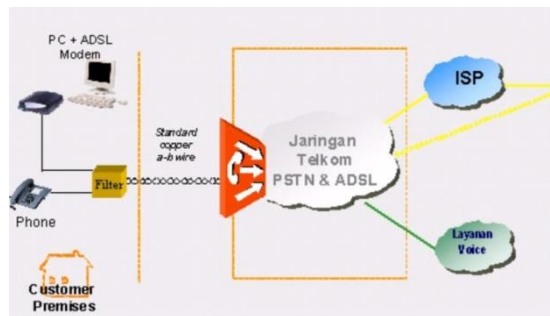 PC + ADSL
Modem
Standard
copper
a-b wire
Filter
Phone
Customer
Premises
Jaringan
Telkom
PSTN & ADSL
ISP
Layanan
Voice